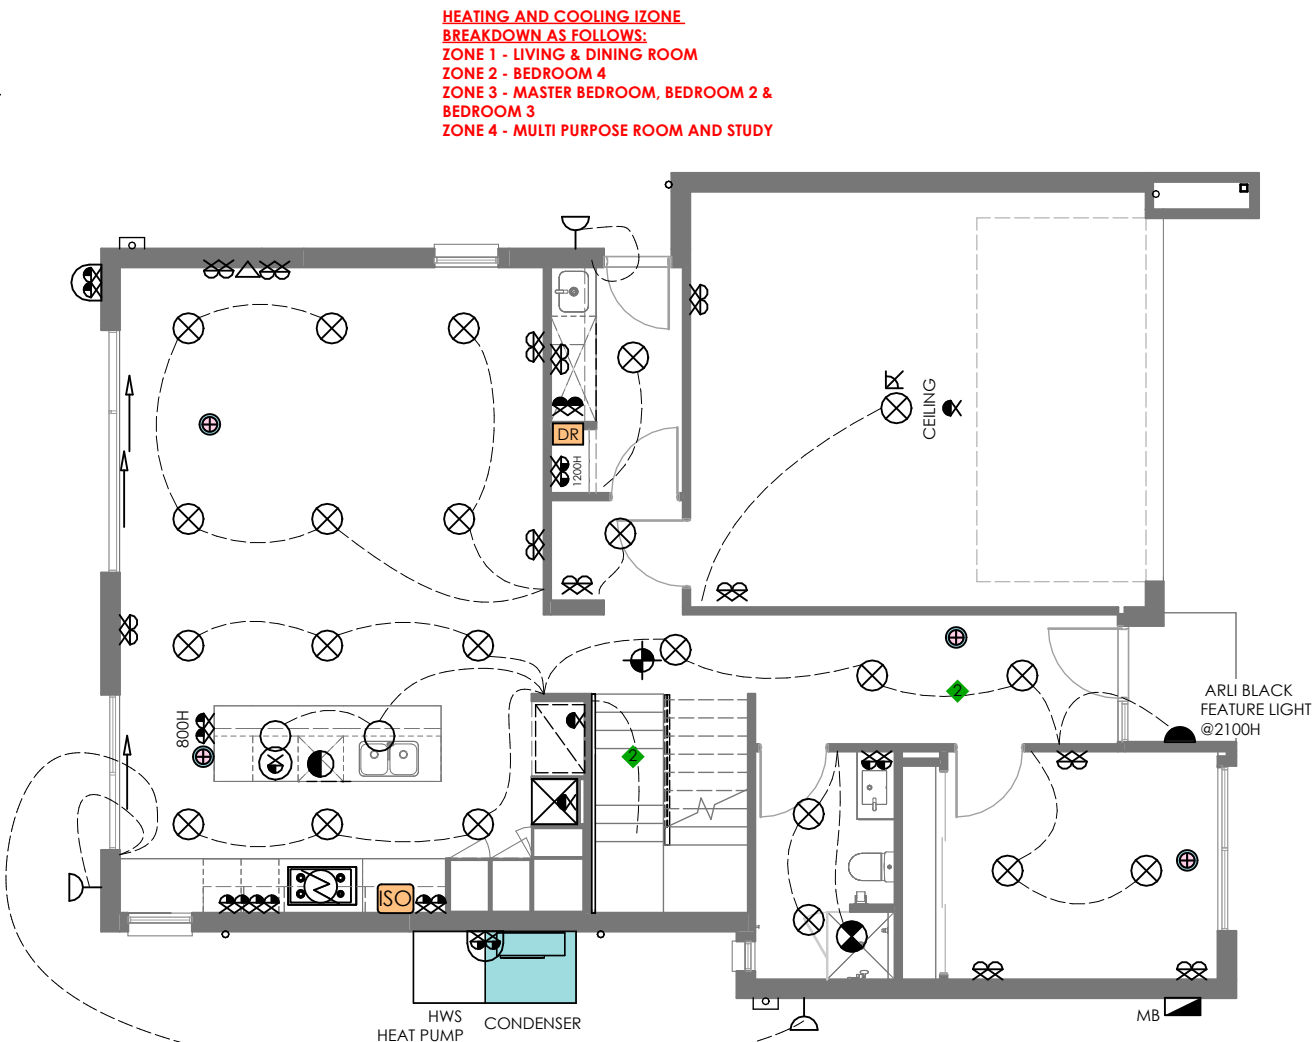 HEATING AND COOLING IZONE
BREAKDOWN AS FOLLOWS:
ZONE 1 - LIVING & DINING ROOM
ZONE 2 - BEDROOM 4
ZONE 3 - MASTER BEDROOM, BEDROOM 2 &
BEDROOM 3
ZONE 4 - MULTI PURPOSE ROOM AND STUDY
CEILING
DR
1200H
2
ARLI BLACK
FEATURE LIGHT
@2100H
800H
2
ISO
HWS
HEAT PUMP
CONDENSER
MB